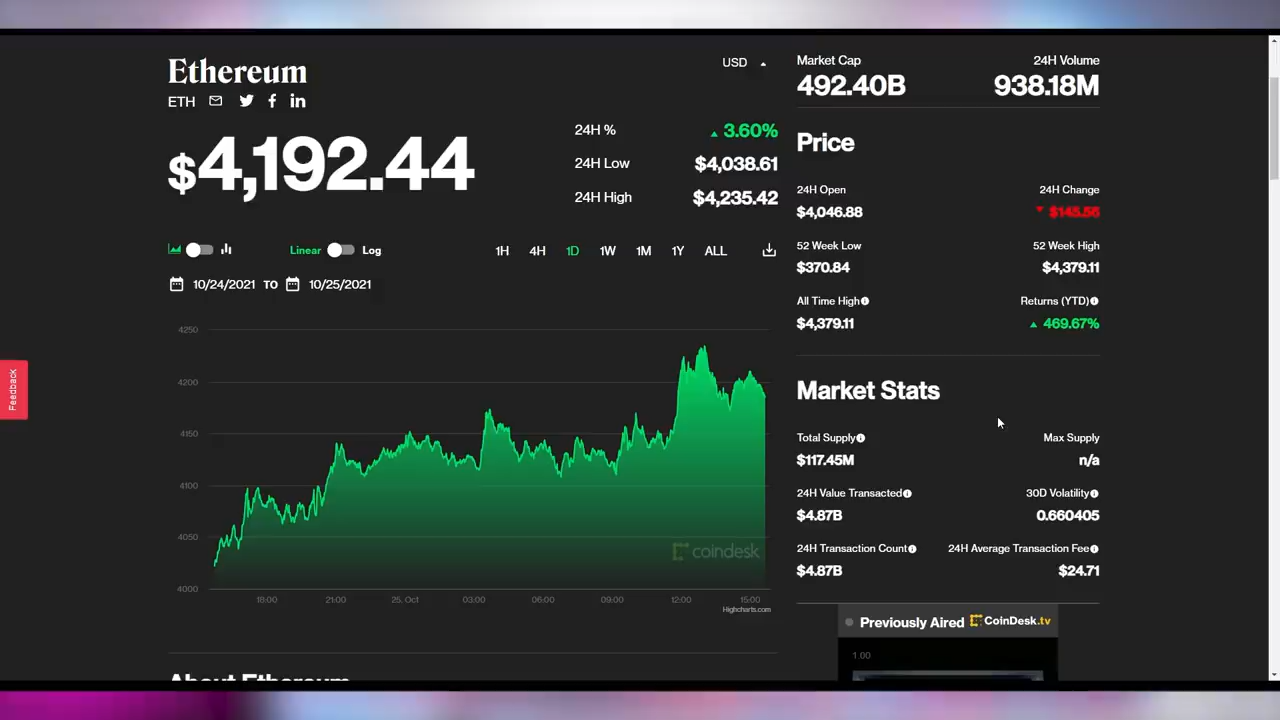 Ethereum
ETH
$4,192.44
USD
24H % 3.60%
24H Low $4,038.61
24H High $4,235.42
Linear Log
1H 4H 1D 1W 1M 1Y ALL
10/24/2021 TO 10/25/2021
4250
4200
4150
4100
4050
4000
18:00 21:00 25. Oct 03:00 06:00 09:00 12:00 15:00
coindesk
Highcharts.com
About Ethereum
Feedback
Market Cap 24H Volume
492.40B 938.18M
Price
24H Open 24H Change
$4,046.88 $145.56
52 Week Low 52 Week High
$370.84 $4,379.11
All Time High Returns (YTD)
$4,379.11 469.67%
Market Stats
Total Supply Max Supply
$117.45M n/a
24H Value Transacted 30D Volatility
$4.87B 0.660405
24H Transaction Count 24H Average Transaction Fee
$4.87B $24.71
Previously Aired CoinDesk.tv
1.00